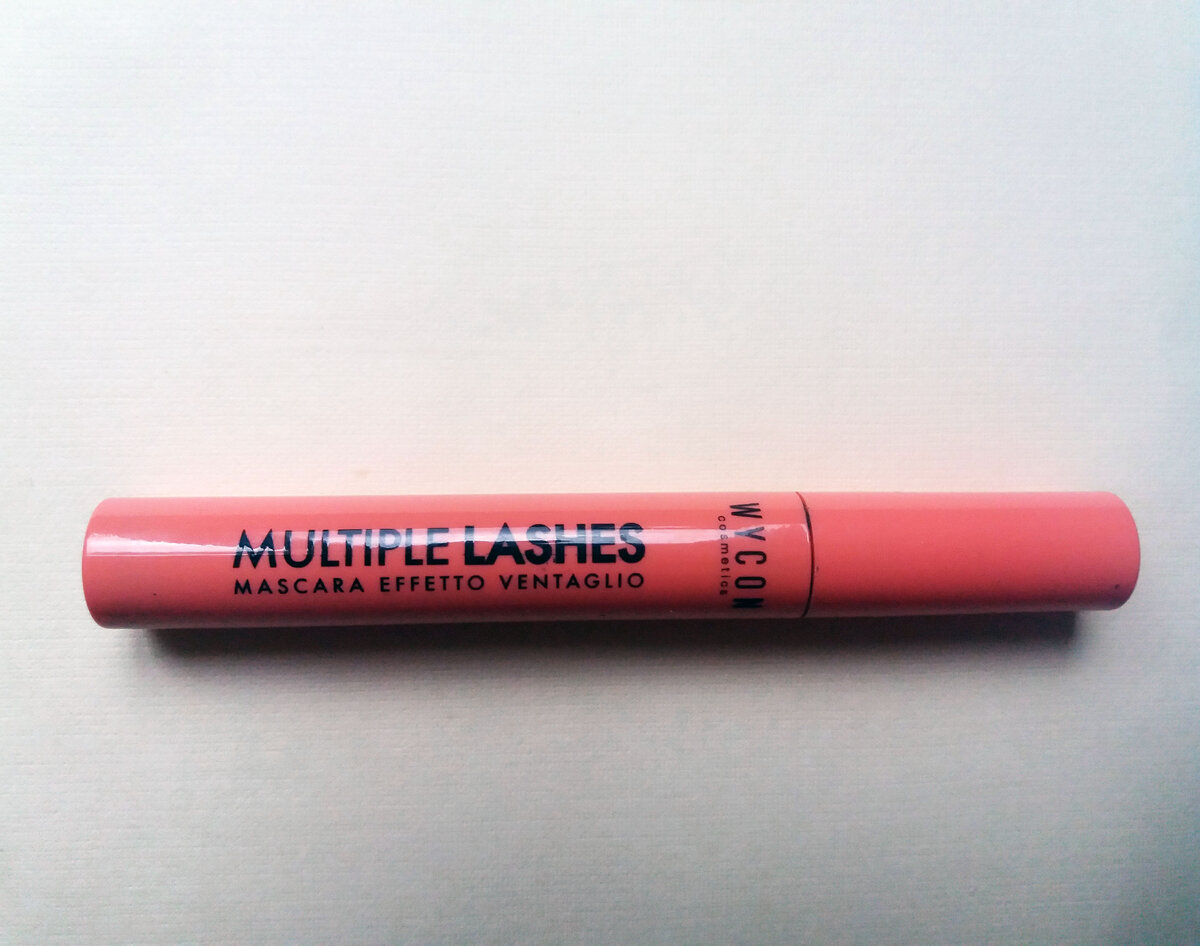 MULTIPLE LASHES
MASCARA EFFETTO VENTAGLIO
WYCON
cosmetics